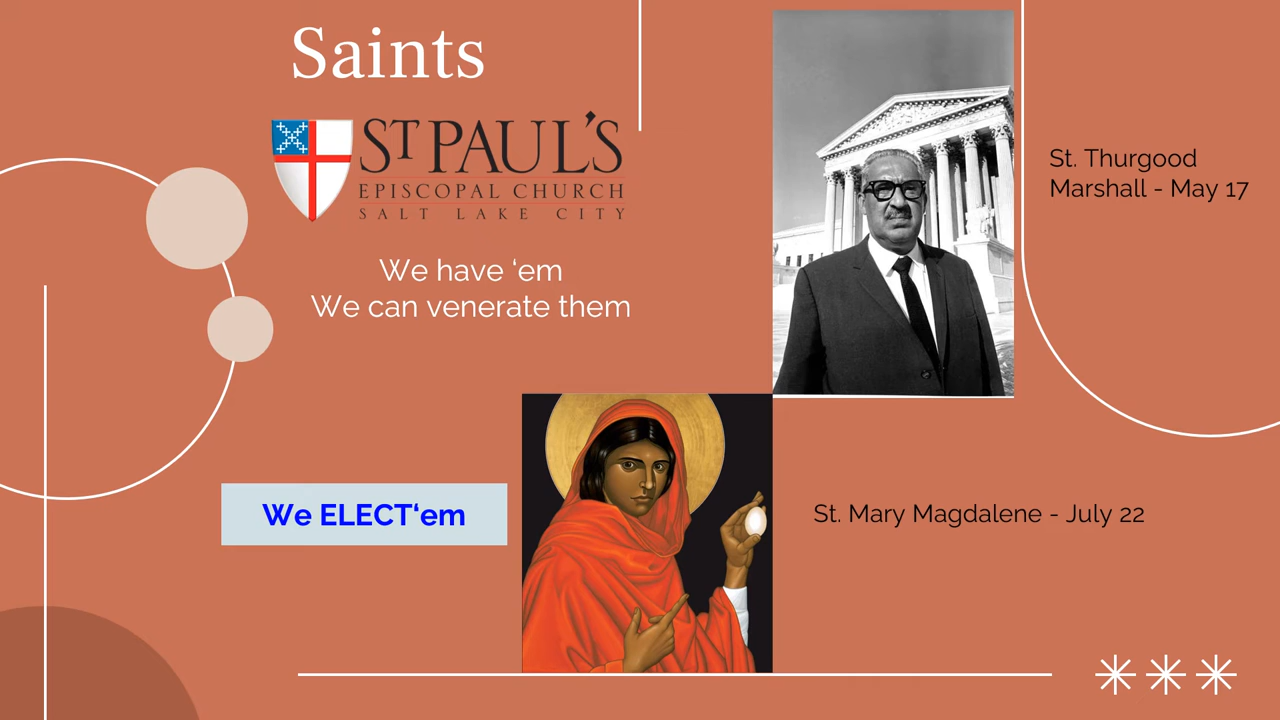 Saints
ST PAUL'S
EPISCOPAL CHURCH
SALT LAKE CITY
We have ‘em
We can venerate them
St. Thurgood
Marshall - May 17
We ELECT‘em
St. Mary Magdalene - July 22